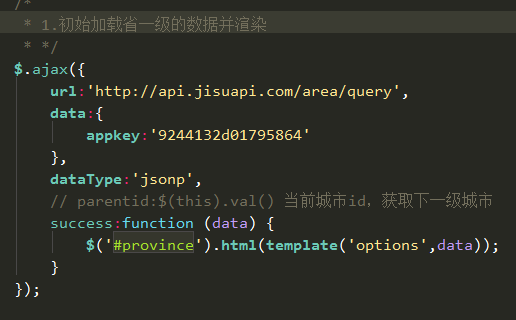 /*
 * 1.初始加载省一级的数据并渲染
 * */
$.ajax({
    url:'http://api.jisuapi.com/area/query',
    data:{
        appkey:'9244132d01795864'
    },
    dataType:'jsonp',
    // parentid:$(this).val() 当前城市id，获取下一级城市
    success:function (data) {
        $('#province').html(template('options',data));
    }
});